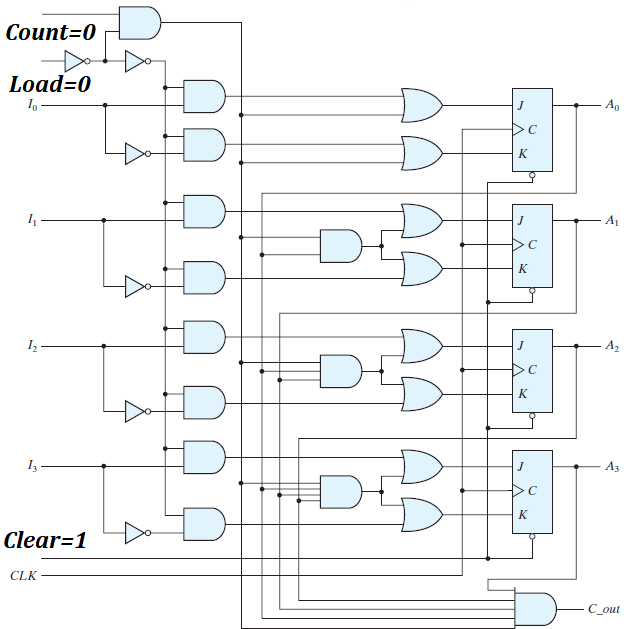 Count=0
Load=0
I0
J
A0
C
K
I1
J
A1
C
K
I2
J
A2
C
K
I3
J
A3
C
K
Clear=1
CLK
C_out